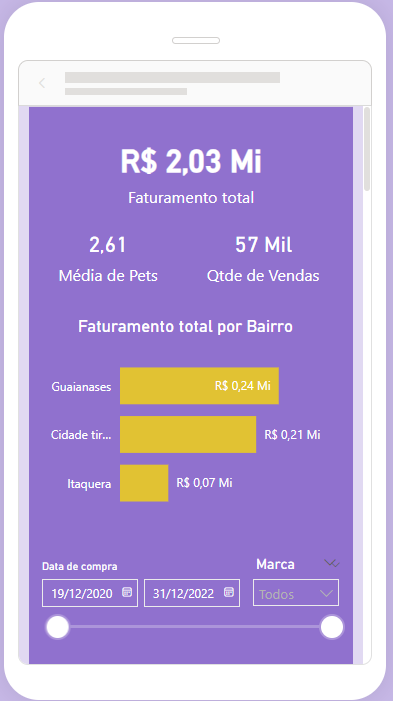 R$ 2,03 Mi
Faturamento total
2,61
Média de Pets
57 Mil
Qtde de Vendas
Faturamento total por Bairro
Guaianases
R$ 0,24 Mi
Cidade tir...
R$ 0,21 Mi
Itaquera
R$ 0,07 Mi
Data de compra
19/12/2020
31/12/2022
Marca
Todos